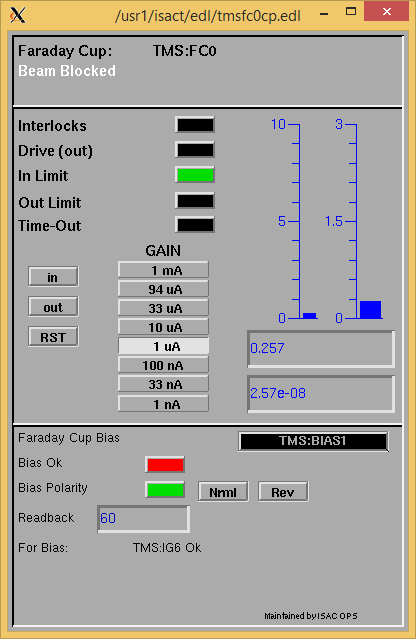 /usr1/isact/edl/tmsfc0cp.edl
Faraday Cup: TMS:FC0
Beam Blocked
Interlocks
Drive (out)
In Limit
Out Limit
Time-Out
10
5
0
3
1.5
0
GAIN
1 mA
94 uA
33 uA
10 uA
1 uA
100 nA
33 nA
1 nA
in
out
RST
0.257
2.57e-08
Faraday Cup Bias TMS:BIAS1
Bias Ok
Bias Polarity Nrml Rev
Readback 60
For Bias: TMS:IG6 Ok
Maintained by ISAC OPS